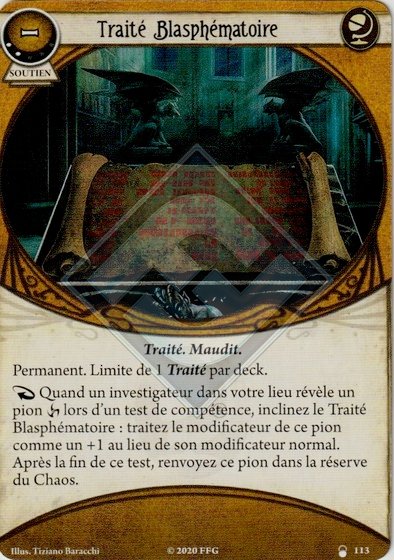 Traité Blasphématoire
SOUTIEN
Traité. Maudit.
Permanent. Limite de 1 Traité par deck.
Quand un investigateur dans votre lieu révèle un
pion lors d'un test de compétence, inclinez le Traité
Blasphématoire : traitez le modificateur de ce pion
comme un +1 au lieu de son modificateur normal.
Après la fin de ce test, renvoyez ce pion dans la réserve
du Chaos.
Illus. Tiziano Baracchi
© 2020 FFG
113